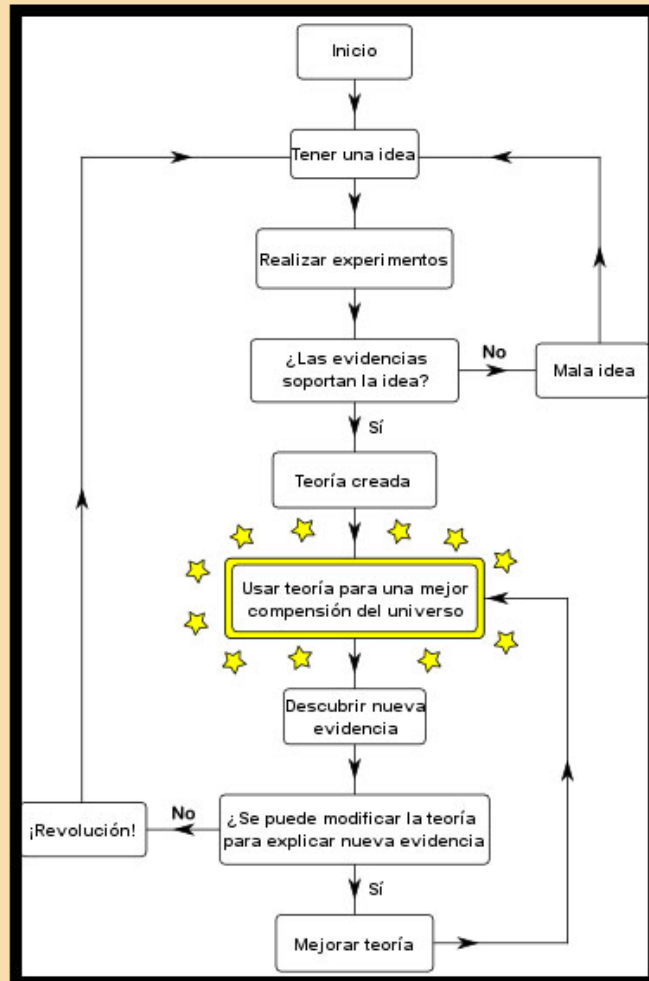 Inicio
Tener una idea
Realizar experimentos
¿Las evidencias
soportan la idea?
No
Mala idea
Sí
Teoría creada
Usar teoría para una mejor
compensión del universo
Descubrir nueva
evidencia
¿Se puede modificar la teoría
para explicar nueva evidencia
No
¡Revolución!
Sí
Mejorar teoría